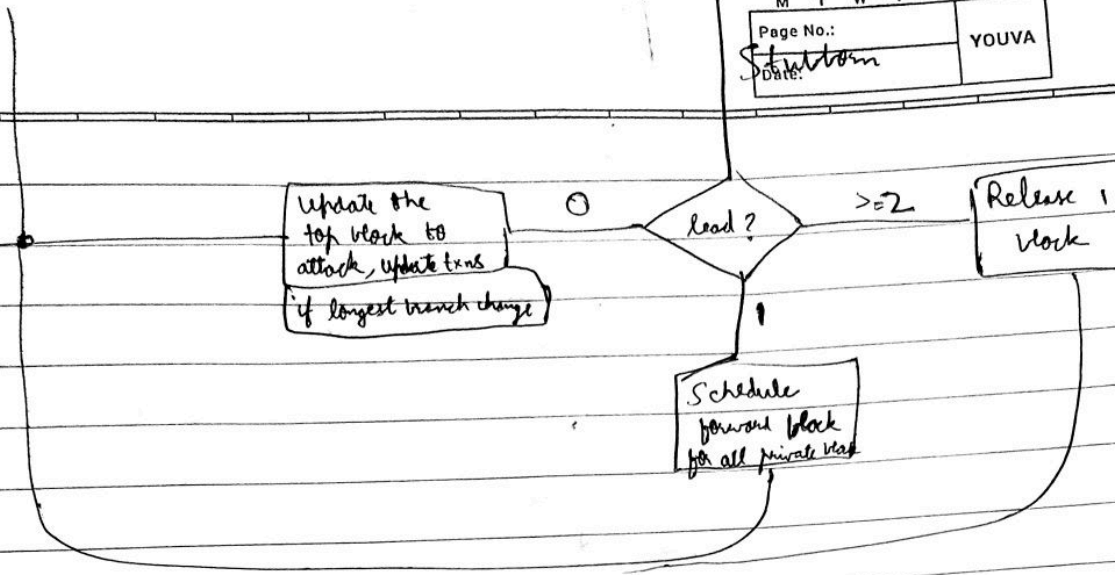 M T W
Page No.:
YOUVA
Date:
Stubborn
update the
top block to
attack, update txns
if longest branch change
0
lead?
>=2
Release 1
block
1
Schedule
forward block
for all private